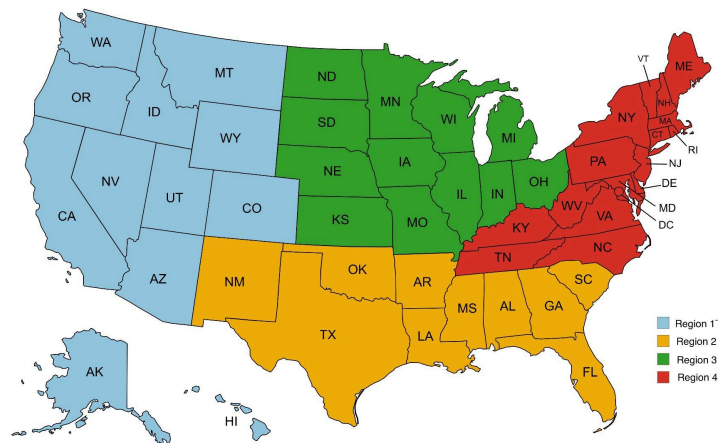 WA
MT
ND
MN
VT
ME
OR
ID
SD
WI
MI
NY
NH
MA
CT
RI
WY
NE
IA
PA
NJ
NV
UT
CO
IL
IN
OH
WV
VA
DE
MD
DC
CA
KS
MO
KY
NC
TN
AZ
NM
OK
AR
SC
TX
LA
MS
AL
GA
FL
AK
HI
Region 1
Region 2
Region 3
Region 4